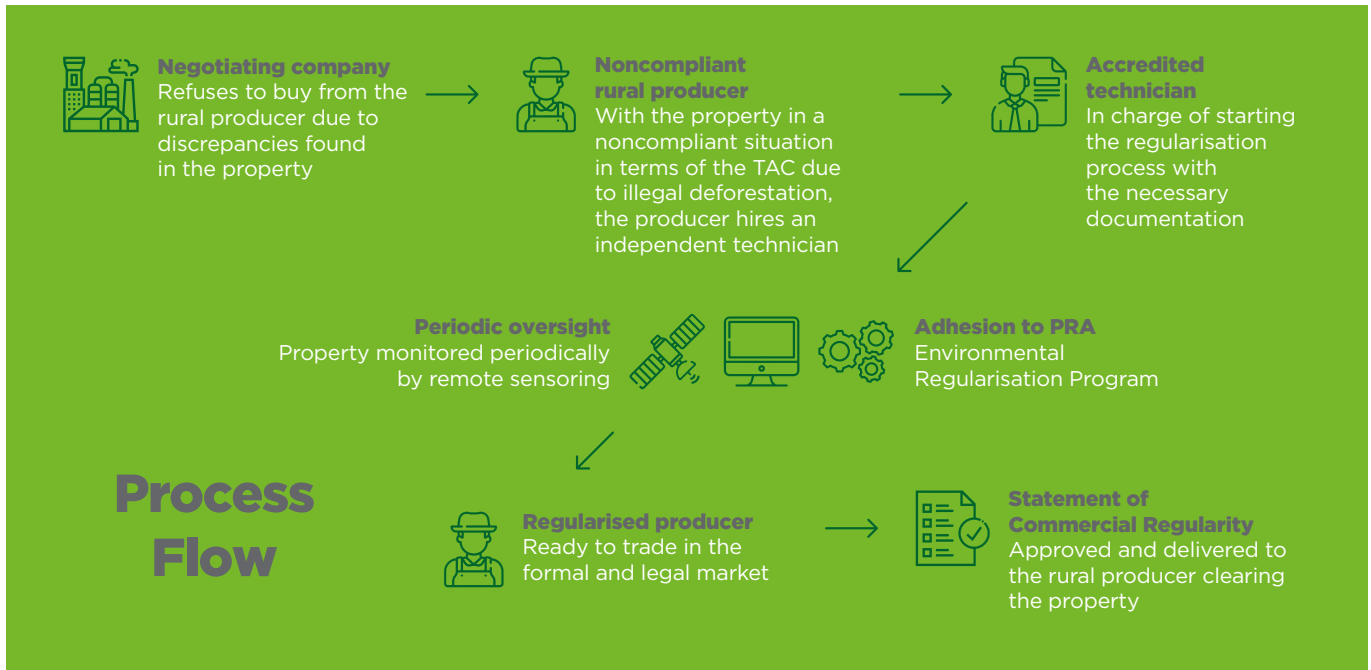 Negotiating company
Refuses to buy from the
rural producer due to
discrepancies found
in the property
Noncompliant
rural producer
With the property in a
noncompliant situation
in terms of the TAC due
to illegal deforestation,
the producer hires an
independent technician
Accredited
technician
In charge of starting
the regularisation
process with
the necessary
documentation
Adhesion to PRA
Environmental
Regularisation Program
Periodic oversight
Property monitored periodically
by remote sensoring
Process
Flow
Regularised producer
Ready to trade in the
formal and legal market
Statement of
Commercial Regularity
Approved and delivered to
the rural producer clearing
the property